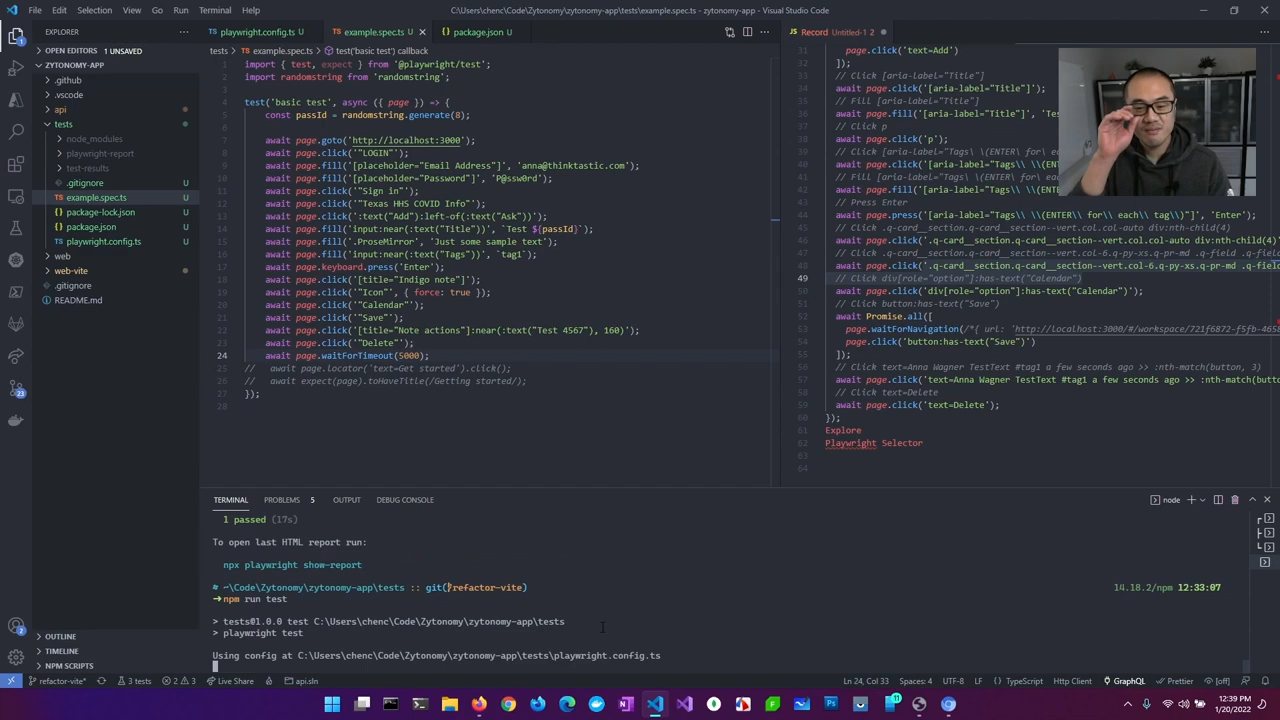 File Edit Selection View Go Run Terminal Help
C:\Users\chenc\Code\Zytonomy\zytonomy-app\tests\example.spec.ts - zytonomy-app - Visual Studio Code
EXPLORER
OPEN EDITORS 1 UNSAVED
ZYTONOMY-APP
.github
.vscode
api
tests
node_modules
playwright-report
test-results
.gitignore U
example.spec.ts U
package-lock.json U
package.json U
playwright.config.ts U
web
web-vite
.gitignore
README.md
OUTLINE
TIMELINE
NPM SCRIPTS
playwright.config.ts U
example.spec.ts U
package.json U
tests > example.spec.ts > test('basic test') callback
1 import { test, expect } from '@playwright/test';
2 import randomstring from 'randomstring';
3
4 test('basic test', async ({ page }) => {
5 const passId = randomstring.generate(8);
6
7 await page.goto('http://localhost:3000');
8 await page.click('"LOGIN"');
9 await page.fill('[placeholder="Email Address"]', 'anna@thinktastic.com');
10 await page.fill('[placeholder="Password"]', 'P@ssw0rd');
11 await page.click('"Sign in"');
12 await page.click('"Texas HHS COVID Info"');
13 await page.click(':text("Add"):left-of(:text("Ask"))');
14 await page.fill('input:near(:text("Title"))', `Test ${passId}`);
15 await page.fill('.ProseMirror', 'Just some sample text');
16 await page.fill('input:near(:text("Tags"))', 'tag1');
17 await page.keyboard.press('Enter');
18 await page.click('[title="Indigo note"]');
19 await page.click('"Icon"', { force: true });
20 await page.click('"Calendar"');
21 await page.click('"Save"');
22 await page.click('[title="Note actions"]:near(:text("Test 4567"), 160)');
23 await page.click('"Delete"');
24 await page.waitForTimeout(5000);
25 // await page.locator('text=Get started').click();
26 // await expect(page).toHaveTitle(/Getting started/);
27 });
28
Record Untitled-1 2
31 page.click('text=Add')
32 ]);
33 // Click [aria-label="Title"]
34 await page.click('[aria-label="Title"]');
35 // Fill [aria-label="Title"]
36 await page.fill('[aria-label="Title"]', 'Tes
37 // Click p
38 await page.click('p');
39 // Click [aria-label="Tags\ \(ENTER\ for\ each\
40 await page.click('[aria-label="Tags\\ \\(ENT
41 // Fill [aria-label="Tags\ \(ENTER\ for\ each\
42 await page.fill('[aria-label="Tags\\ \\(ENTE
43 // Press Enter
44 await page.press('[aria-label="Tags\\ \\(ENTER\\ for\\ each\\ tag\\)"]', 'Enter');
45 // Click .q-card__section.q-card__section--vert.col.col-auto div:nth-child(4)
46 await page.click('.q-card__section.q-card__section--vert.col.col-auto div:nth-child(4)
47 // Click .q-card__section.q-card__section--vert.col-6.q-py-xs.q-pr-md .q-field .q-
48 await page.click('.q-card__section.q-card__section--vert.col-6.q-py-xs.q-pr-md .q-field
49 // Click div[role="option"]:has-text("Calendar")
50 await page.click('div[role="option"]:has-text("Calendar")');
51 // Click button:has-text("Save")
52 await Promise.all([
53 page.waitForNavigation(/*{ url: 'http://localhost:3000/#/workspace/721f6872-f5fb-4658
54 page.click('button:has-text("Save")')
55 ]);
56 // Click text=Anna Wagner TestText #tag1 a few seconds ago >> :nth-match(button, 3)
57 await page.click('text=Anna Wagner TestText #tag1 a few seconds ago >> :nth-match(butto
58 // Click text=Delete
59 await page.click('text=Delete');
60 });
61 Explore
62 Playwright Selector
63
64
TERMINAL PROBLEMS 5 OUTPUT DEBUG CONSOLE
node
1 passed (17s)
To open last HTML report run:
npx playwright show-report
~\Code\Zytonomy\zytonomy-app\tests :: git(refactor-vite)
14.18.2/npm 12:33:07
npm run test
> tests@1.0.0 test C:\Users\chenc\Code\Zytonomy\zytonomy-app\tests
> playwright test
Using config at C:\Users\chenc\Code\Zytonomy\zytonomy-app\tests\playwright.config.ts
refactor-vite* 3 tests 2 3 Live Share api.sln
Ln 24, Col 33 Spaces: 4 UTF-8 LF TypeScript Http Client GraphQL Prettier [off]
12:39 PM
1/20/2022